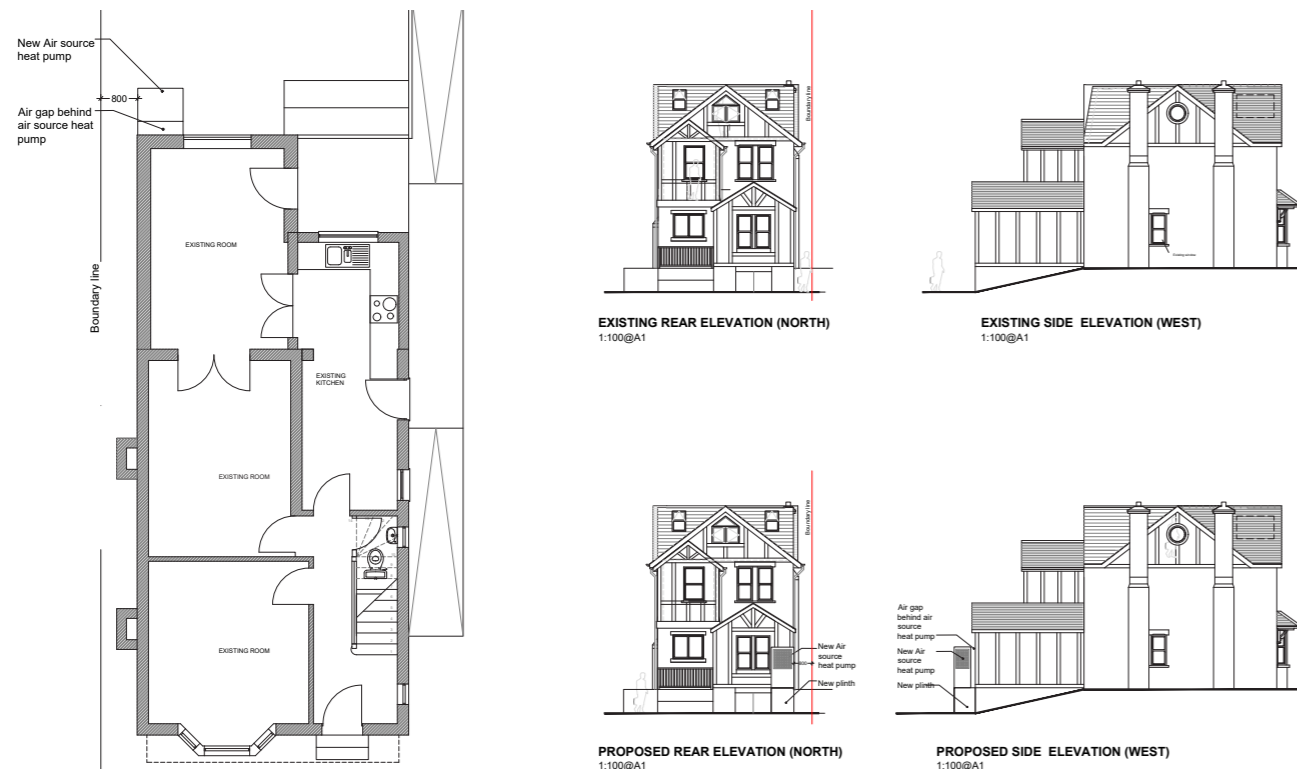 New Air source
heat pump
800
Air gap behind
air source heat
pump
Boundary line
EXISTING ROOM
EXISTING
KITCHEN
EXISTING ROOM
EXISTING ROOM
Boundary line
EXISTING REAR ELEVATION (NORTH)
1:100@A1
Existing window
EXISTING SIDE  ELEVATION (WEST)
1:100@A1
Boundary line
New Air
source
heat pump
800
New plinth
PROPOSED REAR ELEVATION (NORTH)
1:100@A1
Air gap
behind air
source
heat pump
New Air
source
heat pump
New plinth
PROPOSED SIDE  ELEVATION (WEST)
1:100@A1